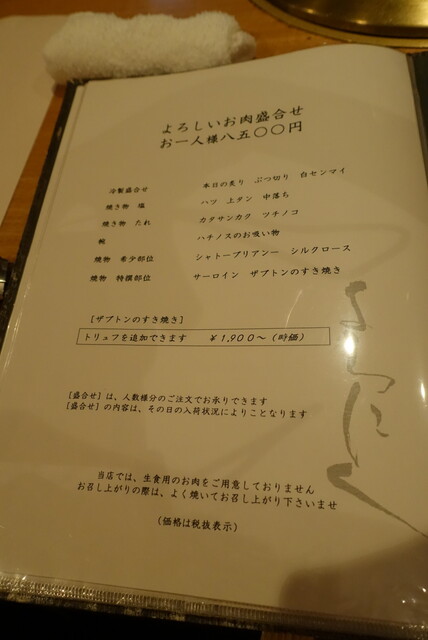 よろしいお肉盛合せ
お一人様八五〇〇円
冷製盛合せ 本日の炙り ぶつ切り 白センマイ
焼き物 塩 ハツ 上タン 中落ち
焼き物 たれ カタサンカク ツチノコ
椀 ハチノスのお吸い物
焼物 希少部位 シャトーブリアン シルクロース
焼物 特撰部位 サーロイン ザブトンのすき焼き
[ザブトンのすき焼き]
トリュフを追加できます ￥1,900〜（時価）
[盛合せ]は、人数様分のご注文でお承りできます
[盛合せ]の内容は、その日の入荷状況によりことなります
当店では、生食用のお肉をご用意しておりません
お召し上がりの際は、よく焼いてお召し上がり下さいませ
（価格は税抜表示）
よろにく